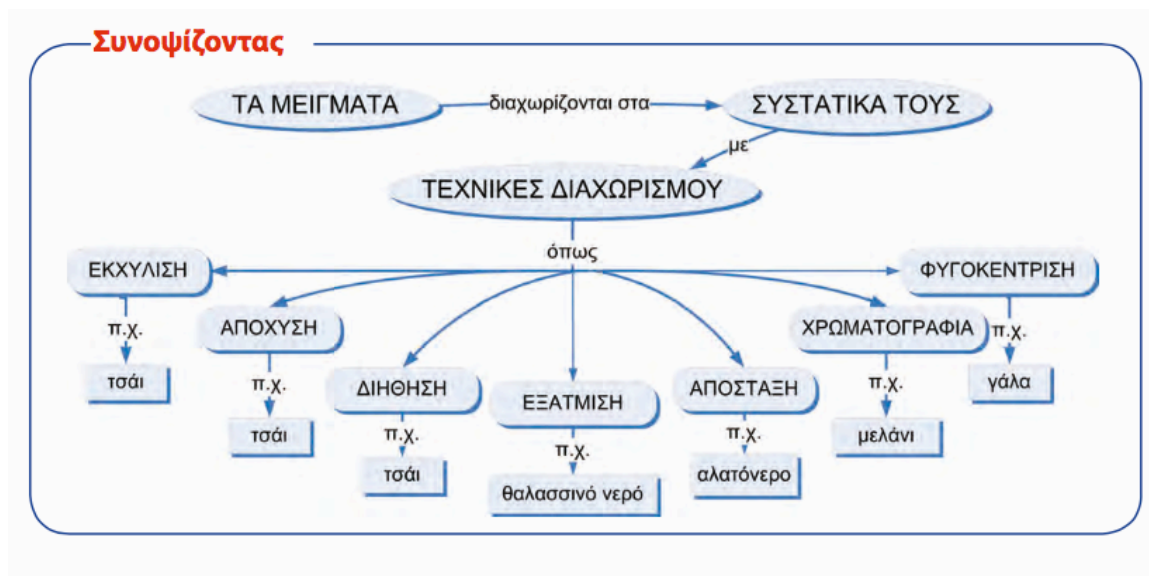 Συνοψίζοντας
ΤΑ ΜΕΙΓΜΑΤΑ
διαχωρίζονται στα
ΣΥΣΤΑΤΙΚΑ ΤΟΥΣ
με
ΤΕΧΝΙΚΕΣ ΔΙΑΧΩΡΙΣΜΟΥ
όπως
ΕΚΧΥΛΙΣΗ
π.χ.
τσάι
ΑΠΟΧΥΣΗ
π.χ.
τσάι
ΔΙΗΘΗΣΗ
π.χ.
τσάι
ΕΞΑΤΜΙΣΗ
π.χ.
θαλασσινό νερό
ΑΠΟΣΤΑΞΗ
π.χ.
αλατόνερο
ΧΡΩΜΑΤΟΓΡΑΦΙΑ
π.χ.
μελάνι
ΦΥΓΟΚΕΝΤΡΙΣΗ
π.χ.
γάλα